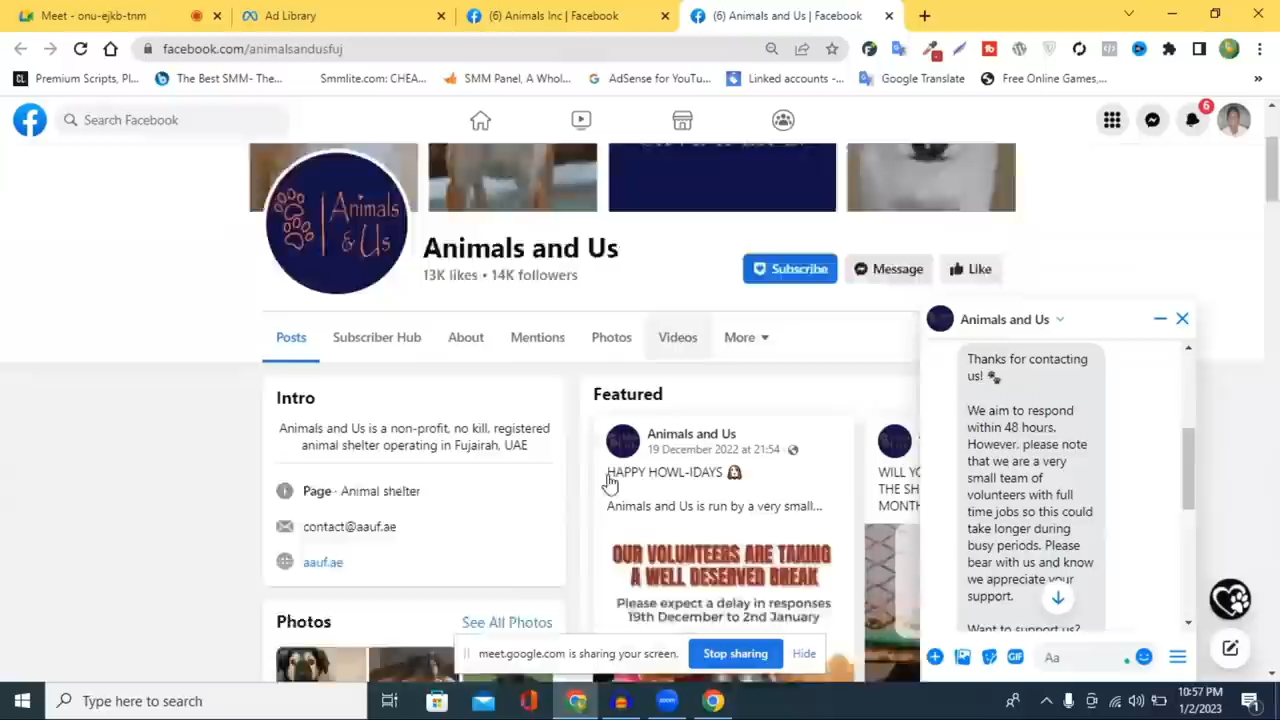 Meet - onu-ejkb-tnm
Ad Library
(6) Animals Inc | Facebook
(6) Animals and Us | Facebook
facebook.com/animalsandusfuj
Premium Scripts, Pl...
The Best SMM- The...
Smmlite.com: CHEA...
SMM Panel, A Whol...
AdSense for YouTu...
Linked accounts -...
Google Translate
Free Online Games,...
»
Search Facebook
6
Animals
& Us
Animals and Us
13K likes • 14K followers
Subscribe
Message
Like
Posts
Subscriber Hub
About
Mentions
Photos
Videos
More
Intro
Animals and Us is a non-profit, no kill, registered
animal shelter operating in Fujairah, UAE
Page · Animal shelter
contact@aauf.ae
aauf.ae
Photos
See All Photos
Featured
Animals and Us
19 December 2022 at 21:54
HAPPY HOWL-IDAYS
Animals and Us is run by a very small...
OUR VOLUNTEERS ARE TAKING
A WELL DESERVED BREAK
Please expect a delay in responses
19th December to 2nd January
THE SH
MONTH
Animals and Us
Thanks for contacting
us!
We aim to respond
within 48 hours.
However, please note
that we are a very
small team of
volunteers with full
time jobs so this could
take longer during
busy periods. Please
bear with us and know
we appreciate your
support.
Want to support us?
GIF
Aa
meet.google.com is sharing your screen.
Stop sharing
Hide
Type here to search
zoom
10:57 PM
1/2/2023
1